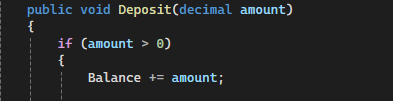 public void Deposit(decimal amount)
{
if (amount > 0)
{
Balance += amount;